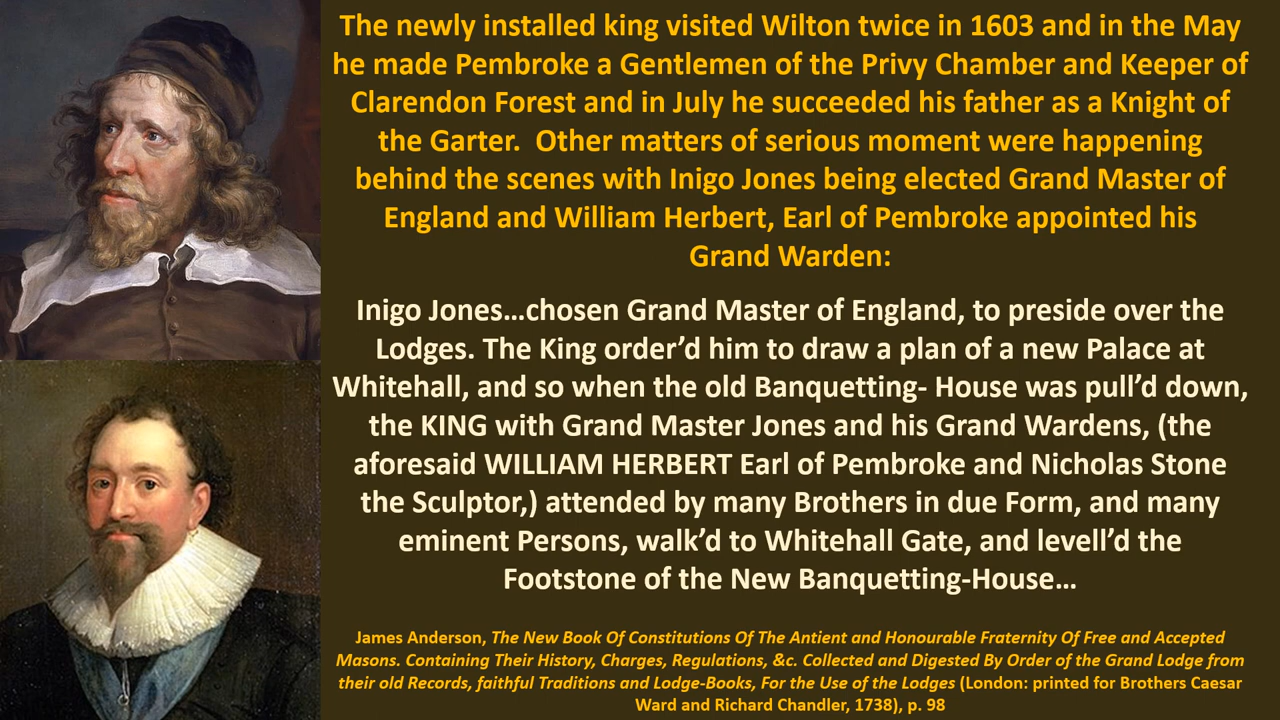 The newly installed king visited Wilton twice in 1603 and in the May
he made Pembroke a Gentlemen of the Privy Chamber and Keeper of
Clarendon Forest and in July he succeeded his father as a Knight of
the Garter.  Other matters of serious moment were happening
behind the scenes with Inigo Jones being elected Grand Master of
England and William Herbert, Earl of Pembroke appointed his
Grand Warden:
Inigo Jones…chosen Grand Master of England, to preside over the
Lodges. The King order’d him to draw a plan of a new Palace at
Whitehall, and so when the old Banquetting- House was pull’d down,
the KING with Grand Master Jones and his Grand Wardens, (the
aforesaid WILLIAM HERBERT Earl of Pembroke and Nicholas Stone
the Sculptor,) attended by many Brothers in due Form, and many
eminent Persons, walk’d to Whitehall Gate, and levell’d the
Footstone of the New Banquetting-House…
James Anderson, The New Book Of Constitutions Of The Antient and Honourable Fraternity Of Free and Accepted
Masons. Containing Their History, Charges, Regulations, &c. Collected and Digested By Order of the Grand Lodge from
their old Records, faithful Traditions and Lodge-Books, For the Use of the Lodges (London: printed for Brothers Caesar
Ward and Richard Chandler, 1738), p. 98